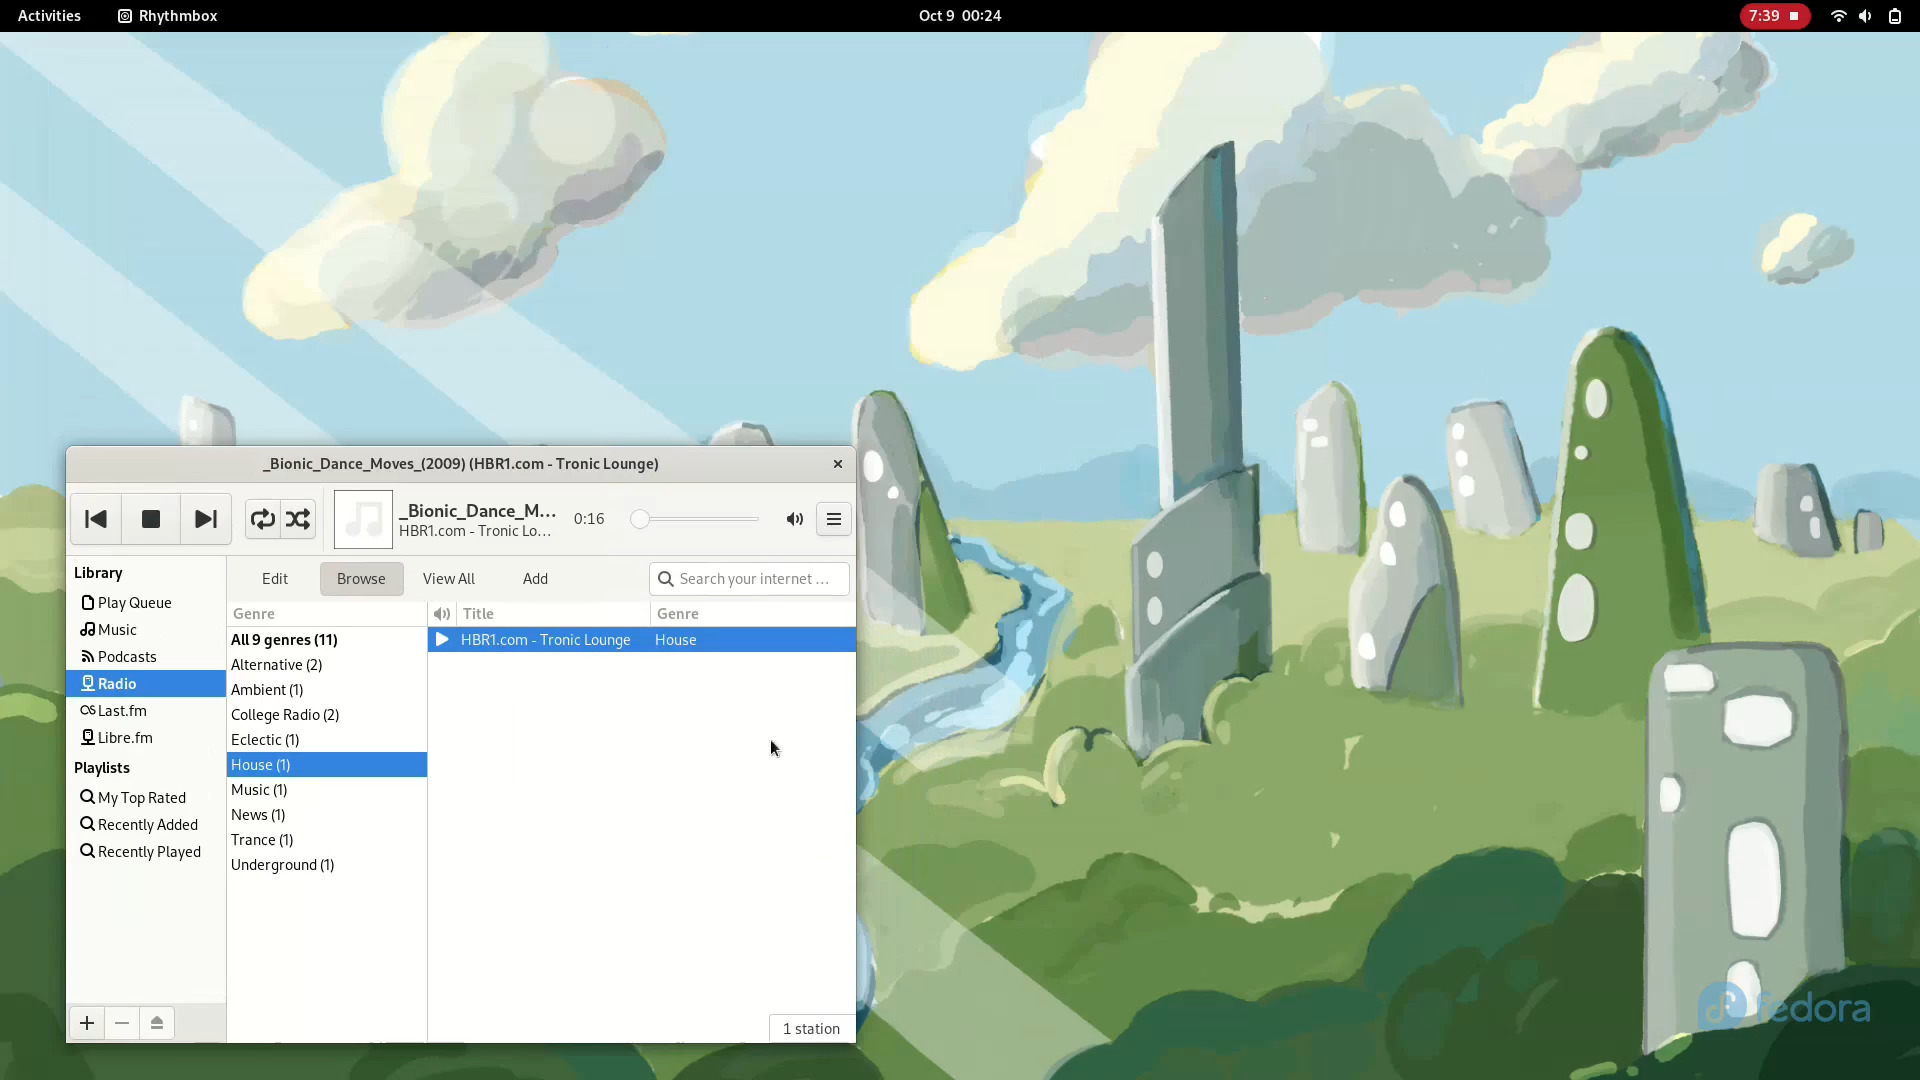 Activities Rhythmbox Oct 9 00:24 7:39
_Bionic_Dance_Moves_(2009) (HBR1.com - Tronic Lounge)
_Bionic_Dance_M…
HBR1.com - Tronic Lo…
0:16
Library
Play Queue
Music
Podcasts
Radio
Last.fm
Libre.fm
Playlists
My Top Rated
Recently Added
Recently Played
Edit Browse View All Add Search your internet …
Genre
All 9 genres (11)
Alternative (2)
Ambient (1)
College Radio (2)
Eclectic (1)
House (1)
Music (1)
News (1)
Trance (1)
Underground (1)
Title Genre
HBR1.com - Tronic Lounge House
1 station
fedora